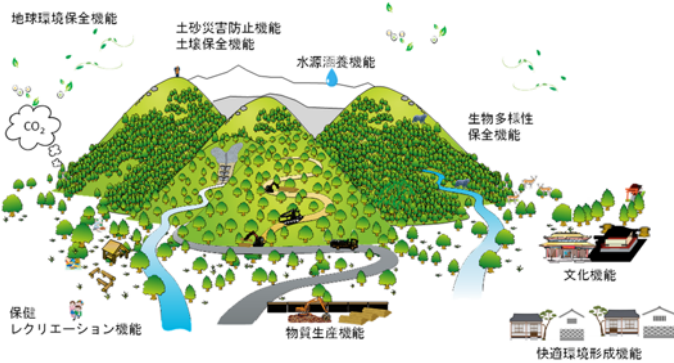 地球環境保全機能
土砂災害防止機能
土壌保全機能
水源涵養機能
CO2
生物多様性
保全機能
文化機能
保健
レクリエーション機能
物質生産機能
快適環境形成機能